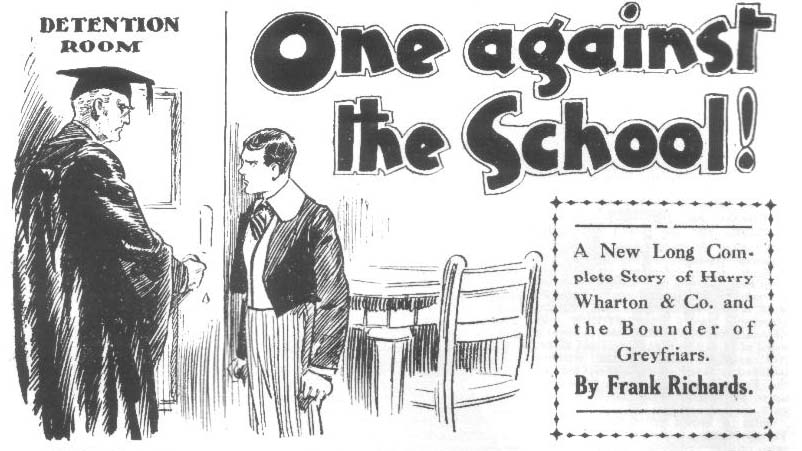 DETENTION
ROOM
One against
the School!
A New Long Com-
plete Story of Harry
Wharton & Co. and
the Bounder of
Greyfriars.
By Frank Richards.